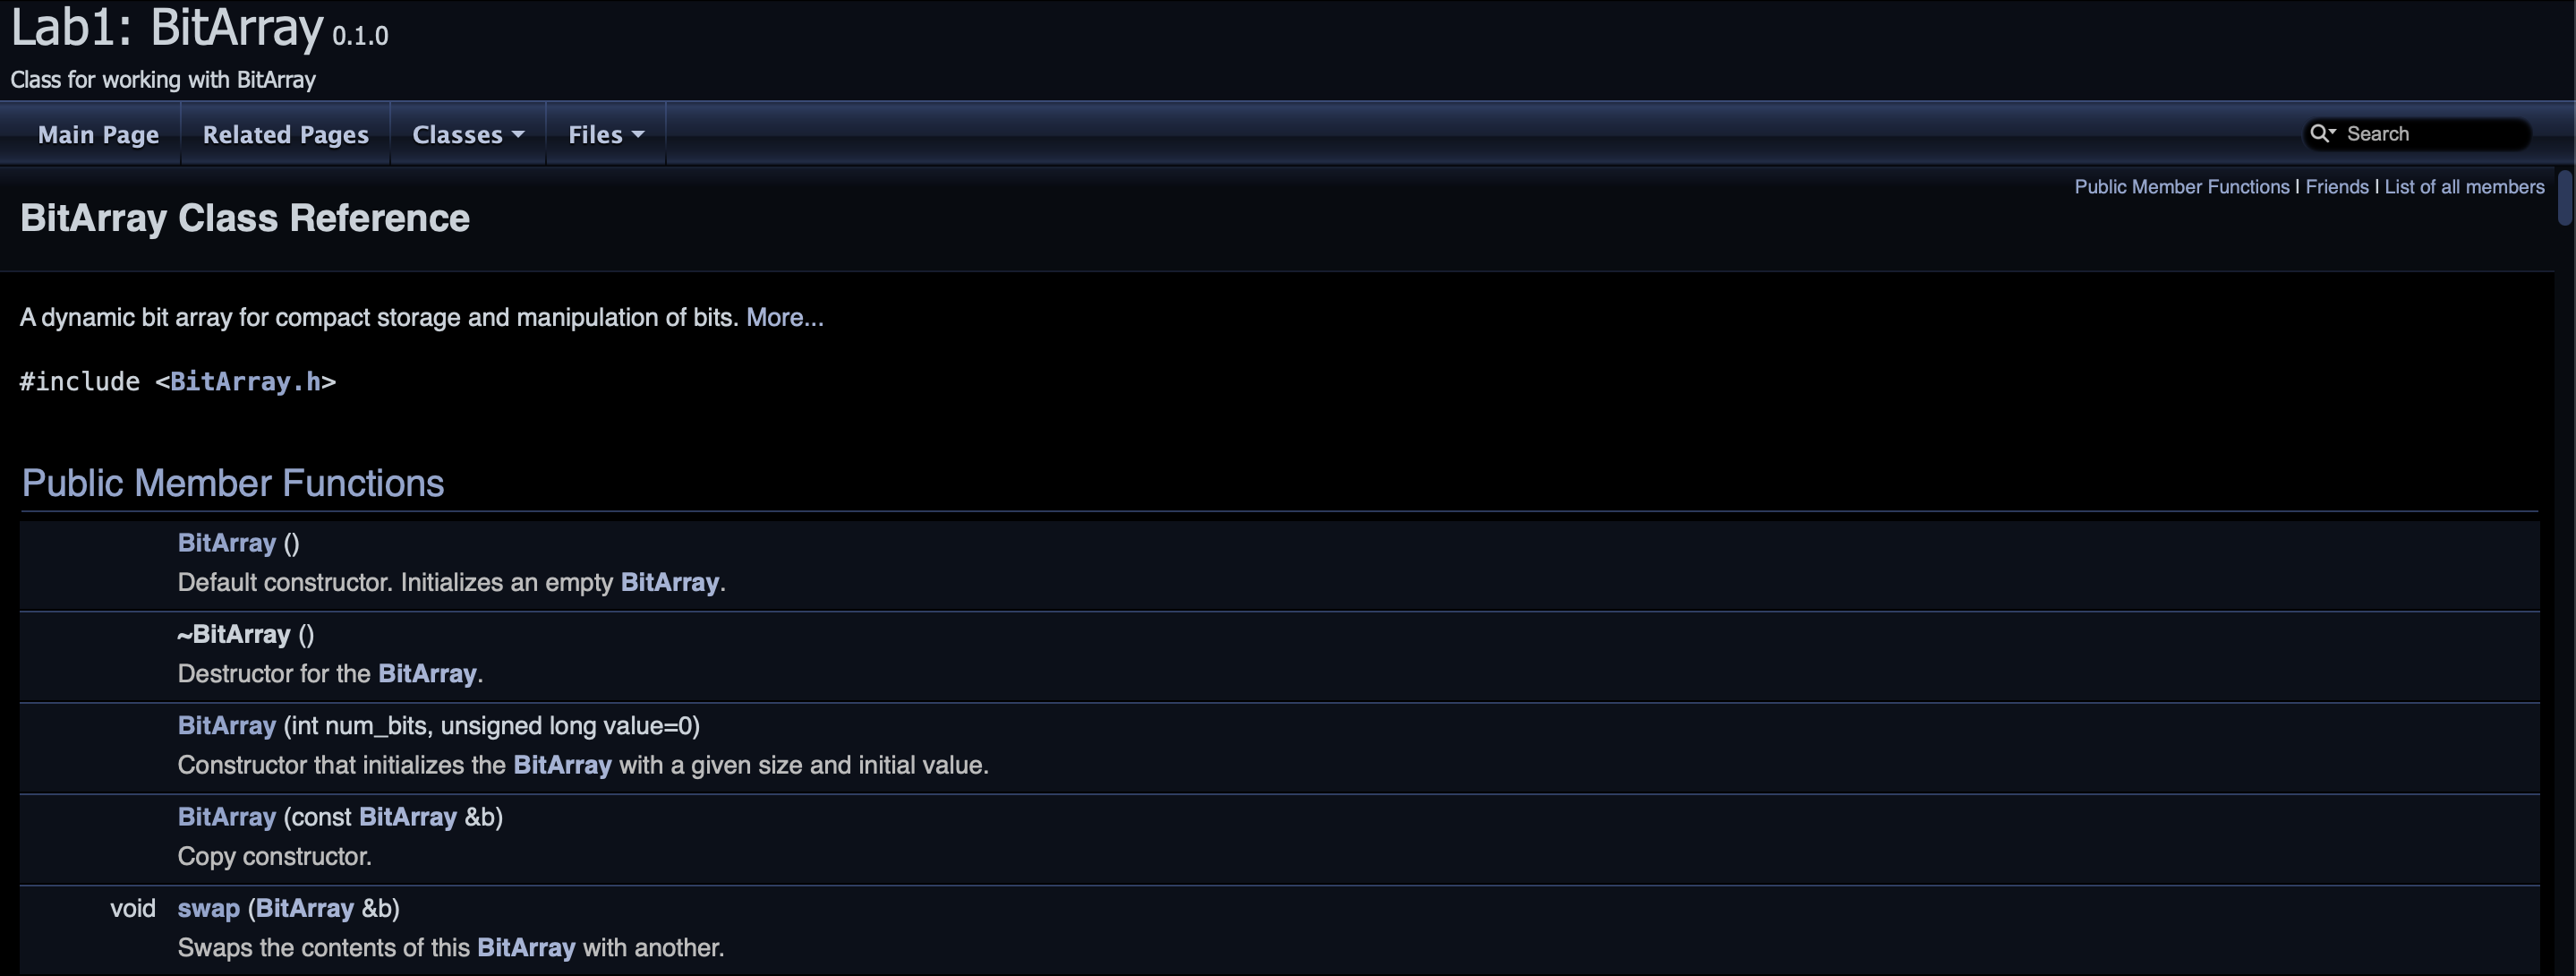 Lab1: BitArray 0.1.0
Class for working with BitArray
Main Page Related Pages Classes Files Search
Public Member Functions | Friends | List of all members
BitArray Class Reference
A dynamic bit array for compact storage and manipulation of bits. More...
#include <BitArray.h>
Public Member Functions
BitArray ()
Default constructor. Initializes an empty BitArray.
~BitArray ()
Destructor for the BitArray.
BitArray (int num_bits, unsigned long value=0)
Constructor that initializes the BitArray with a given size and initial value.
BitArray (const BitArray &b)
Copy constructor.
void swap (BitArray &b)
Swaps the contents of this BitArray with another.